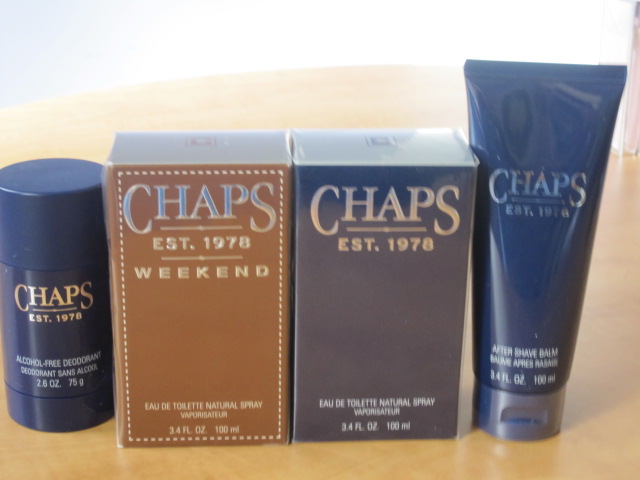 CHAPS
EST. 1978
ALCOHOL-FREE DEODORANT
DEODORANT SANS ALCOOL
2.6 OZ. 75 g
CHAPS
EST. 1978
WEEKEND
EAU DE TOILETTE NATURAL SPRAY
VAPORISATEUR
3.4 FL. OZ. 100 ml
CHAPS
EST. 1978
EAU DE TOILETTE NATURAL SPRAY
VAPORISATEUR
3.4 FL. OZ. 100 ml
CHAPS
EST. 1978
AFTER SHAVE BALM
BAUME APRES RASAGE
3.4 FL. OZ. 100 ml